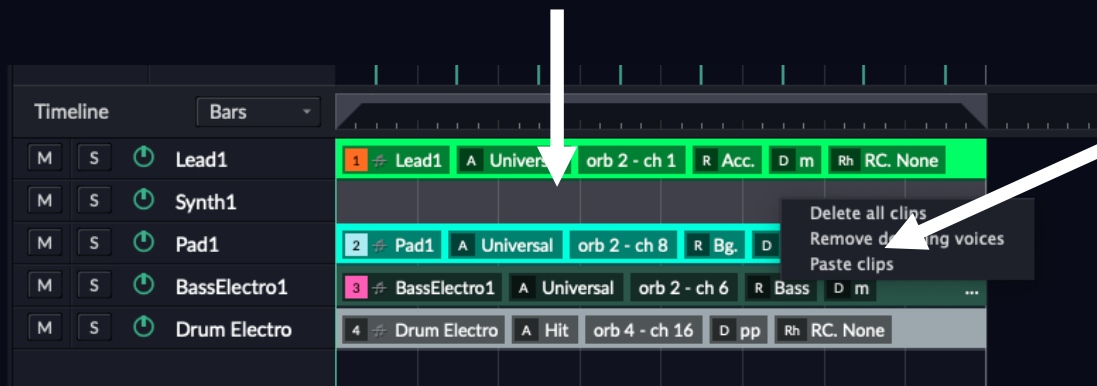 Timeline Bars
M S Lead1 1 Lead1 A Univers orb 2 - ch 1 R Acc. D m Rh RC. None
M S Synth1
Delete all clips
M S Pad1 2 Pad1 A Universal orb 2 - ch 8 R Bg. D
Remove voices
Paste clips
M S BassElectro1 3 BassElectro1 A Universal orb 2 - ch 6 R Bass D m ...
M S Drum Electro 4 Drum Electro A Hit orb 4 - ch 16 D pp Rh RC. None